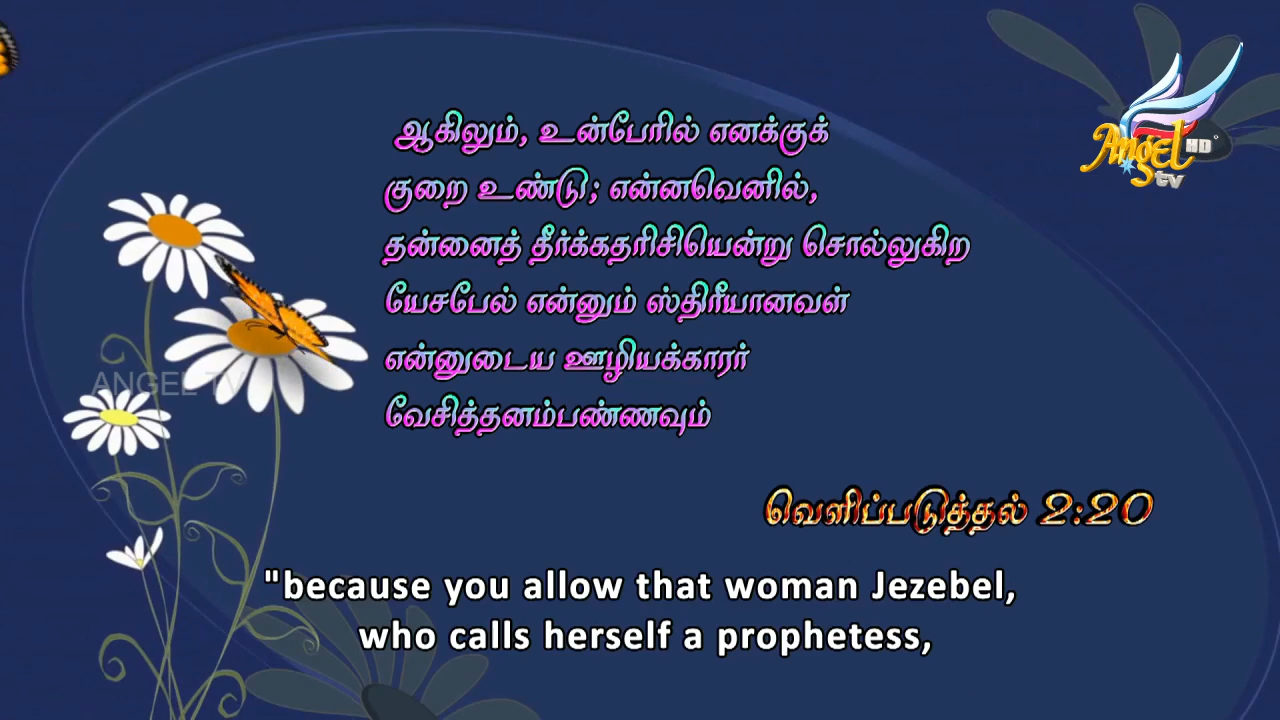 Angel HD
tv
ஆகிலும், உன்பேரில் எனக்குக்
குறை உண்டு; என்னவெனில்,
தன்னைத் தீர்க்கதரிசியென்று சொல்லுகிற
யேசபேல் என்னும் ஸ்திரீயானவள்
என்னுடைய ஊழியக்காரர்
வேசித்தனம்பண்ணவும்
ANGEL TV
வெளிப்படுத்தல் 2:20
"because you allow that woman Jezebel,
who calls herself a prophetess,